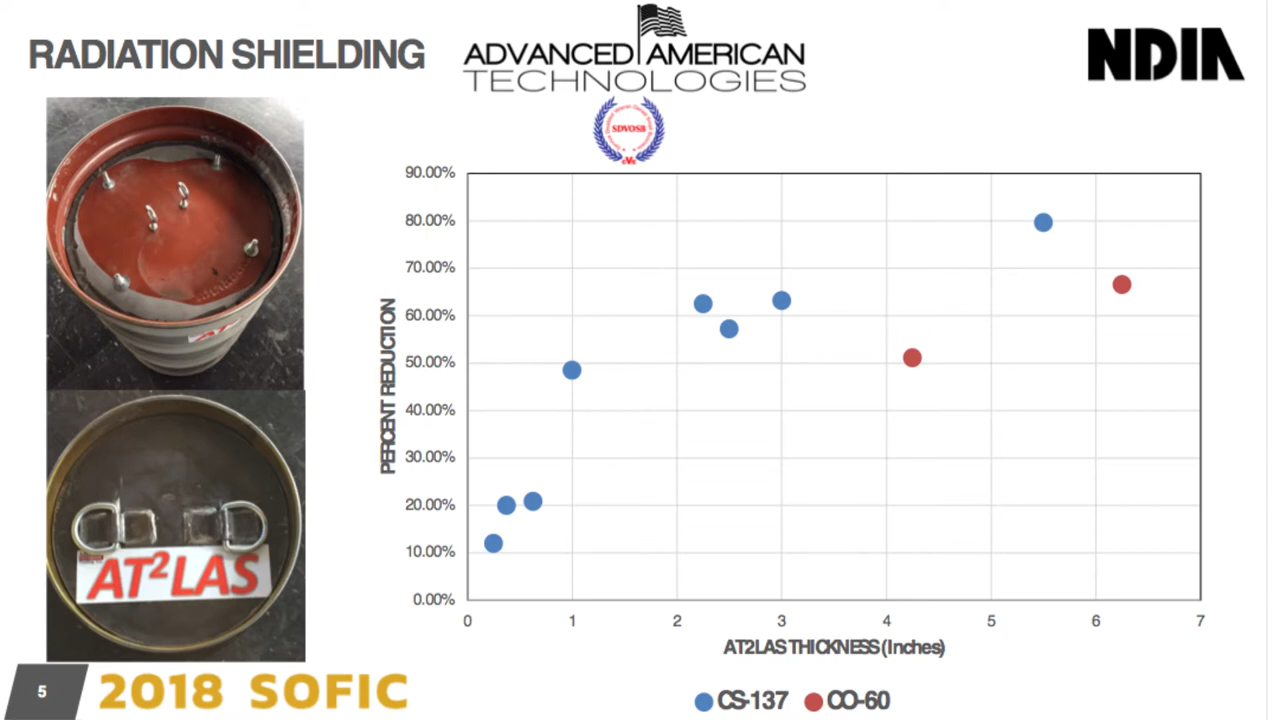 RADIATION SHIELDING
ADVANCED AMERICAN
TECHNOLOGIES
NDIA
SDVOSB
CVE
90.00%
80.00%
70.00%
60.00%
50.00%
40.00%
30.00%
20.00%
10.00%
0.00%
PERCENT REDUCTION
0 1 2 3 4 5 6 7
AT2LAS THICKNESS (Inches)
CS-137 CO-60
AT²LAS
5
2018 SOFIC